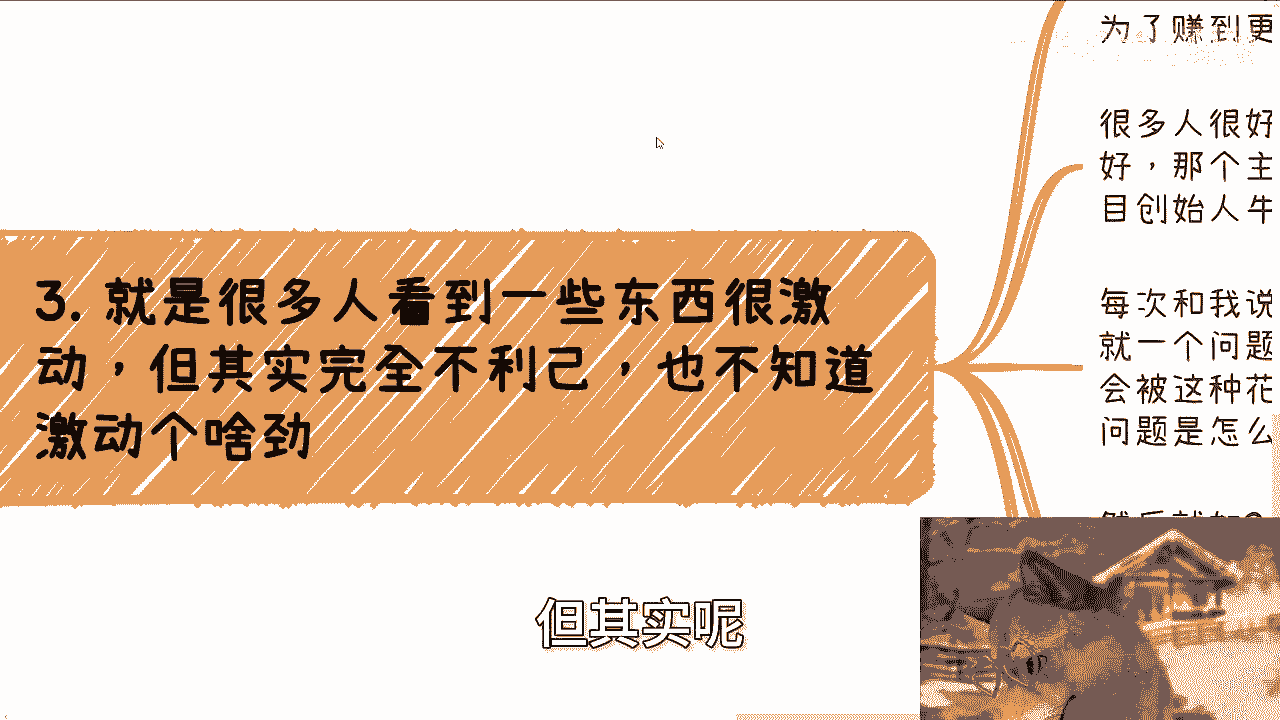 3. 就是很多人看到一些东西很激
动，但其实完全不利己，也不知道
激动个啥劲
为了赚到更
很多人很好
好，那个主
目创始人牛
每次和我说
就一个问题
会被这种花
问题是怎么
但其实呢